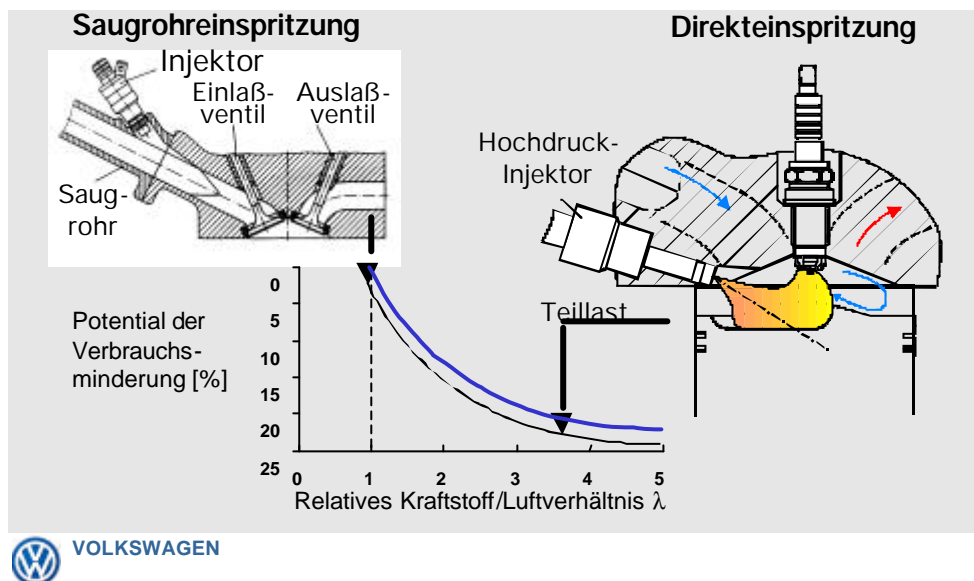 Saugrohreinspritzung
Direkteinspritzung
Injektor
Einlaß-
ventil
Auslaß-
ventil
Saug-
rohr
Hochdruck-
Injektor
Teillast
Potential der
Verbrauchs-
minderung [%]
0
5
10
15
20
25
0 1 2 3 4 5
Relatives Kraftstoff/Luftverhältnis λ
VOLKSWAGEN